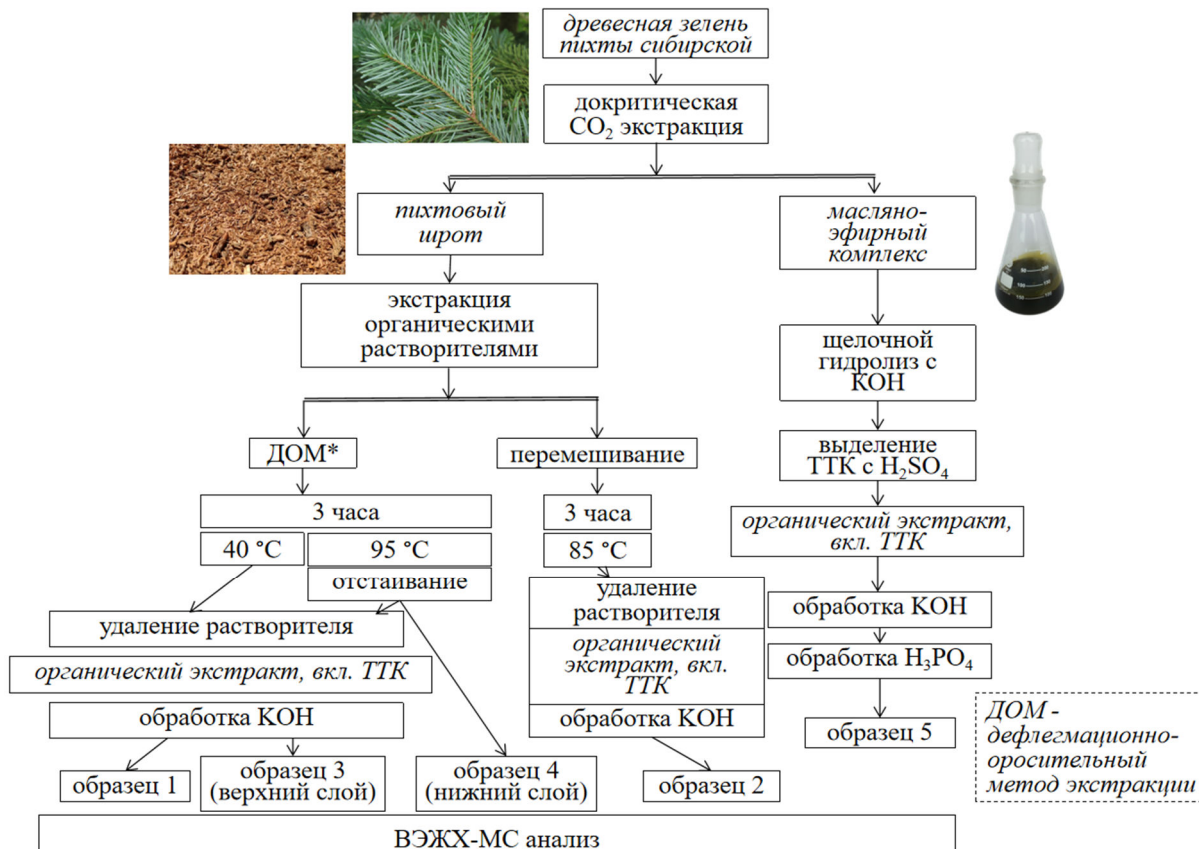 древесная зелень
пихты сибирской
докритическая
CO₂ экстракция
пихтовый
шрот
масляно-
эфирный
комплекс
экстракция
органическими
растворителями
щелочной
гидролиз с
KOH
ДОМ*
перемешивание
выделение
ТТК с H₂SO₄
3 часа
3 часа
органический экстракт,
вкл. ТТК
40 °C
95 °C
85 °C
отстаивание
удаление
растворителя
обработка KOH
удаление растворителя
органический
экстракт, вкл.
ТТК
обработка H₃PO₄
органический экстракт, вкл. ТТК
обработка KOH
обработка KOH
образец 5
ДОМ -
дефлегмационно-
оросительный
метод экстракции
образец 1
образец 3
(верхний слой)
образец 4
(нижний слой)
образец 2
ВЭЖХ-МС анализ